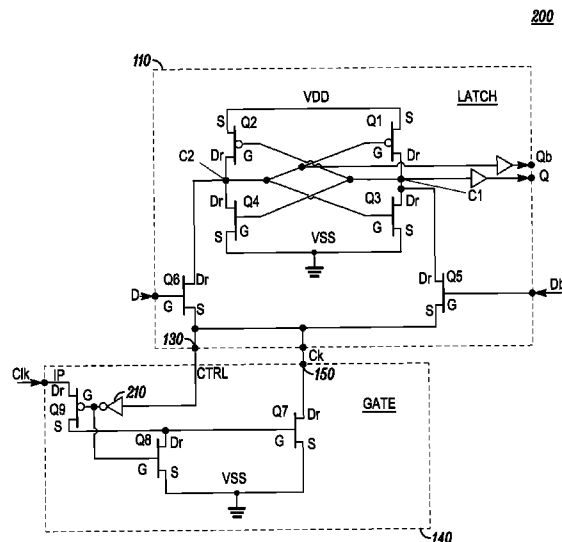 200
110
VDD
LATCH
S
Q2
Q1
S
G
G
Dr
Dr
Qb
C2
Q
C1
Dr
Q4
Q3
Dr
G
G
S
VSS
S
Q6
Dr
Dr
Q5
D
Db
G
S
S
G
130
Ck
Clk
IP
CTRL
150
Dr
G
210
Q9
Q7
Dr
GATE
S
Q8
Dr
G
S
G
S
VSS
140